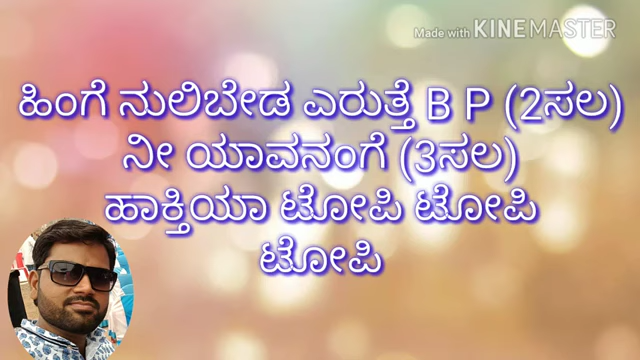 Made with KINEMASTER
ಹಿಂಗೆ ನುಲಿಬೇಡ ಎರುತ್ತೆ B P (2ಸಲ)
ನೀ ಯಾವನಂಗೆ (3ಸಲ)
ಹಾಕ್ತಿಯಾ ಟೋಪಿ ಟೋಪಿ
ಟೋಪಿ